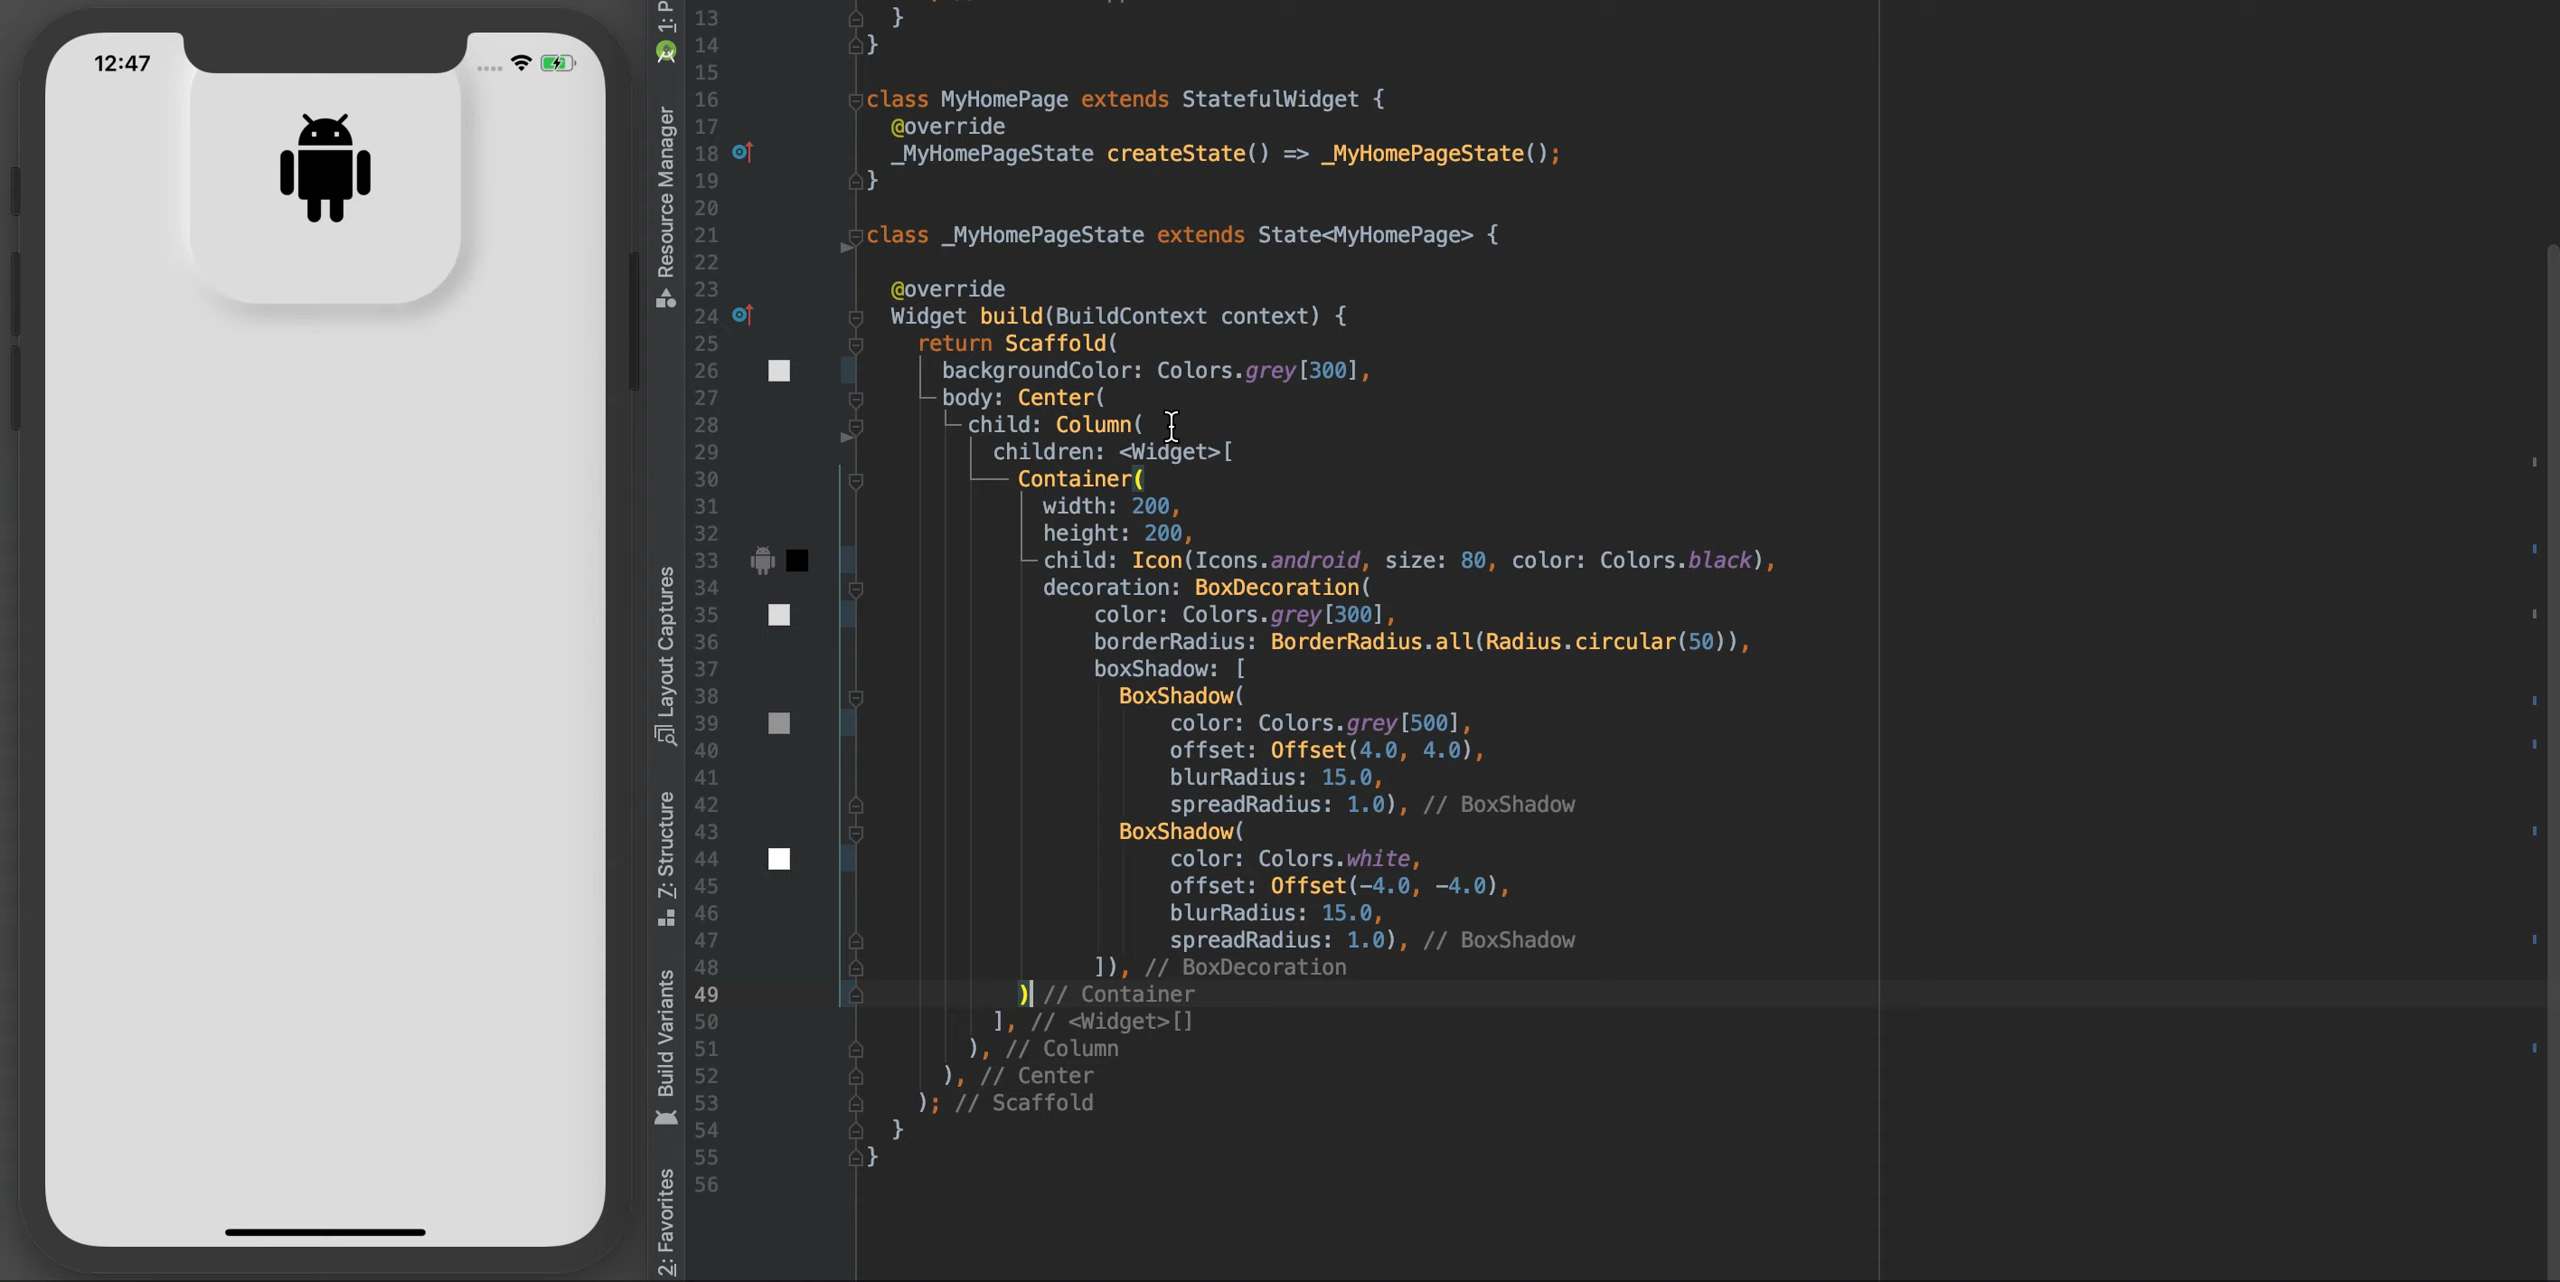 12:47
1: P
Resource Manager
Layout Captures
7: Structure
Build Variants
2: Favorites
13 }
14 }
15
16 class MyHomePage extends StatefulWidget {
17 @override
18 _MyHomePageState createState() => _MyHomePageState();
19 }
20
21 class _MyHomePageState extends State<MyHomePage> {
22
23 @override
24 Widget build(BuildContext context) {
25 return Scaffold(
26 backgroundColor: Colors.grey[300],
27 body: Center(
28 child: Column(
29 children: <Widget>[
30 Container(
31 width: 200,
32 height: 200,
33 child: Icon(Icons.android, size: 80, color: Colors.black),
34 decoration: BoxDecoration(
35 color: Colors.grey[300],
36 borderRadius: BorderRadius.all(Radius.circular(50)),
37 boxShadow: [
38 BoxShadow(
39 color: Colors.grey[500],
40 offset: Offset(4.0, 4.0),
41 blurRadius: 15.0,
42 spreadRadius: 1.0), // BoxShadow
43 BoxShadow(
44 color: Colors.white,
45 offset: Offset(-4.0, -4.0),
46 blurRadius: 15.0,
47 spreadRadius: 1.0), // BoxShadow
48 ]), // BoxDecoration
49 ) // Container
50 ], // <Widget>[]
51 ), // Column
52 ), // Center
53 ); // Scaffold
54 }
55 }
56